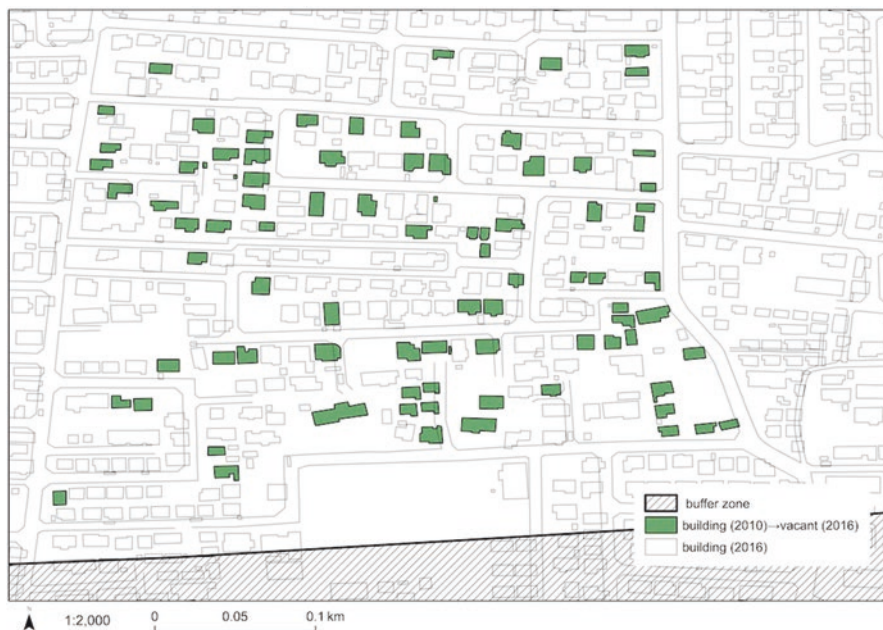 buffer zone
building (2010)→vacant (2016)
building (2016)
N
1:2,000 0 0.05 0.1 km